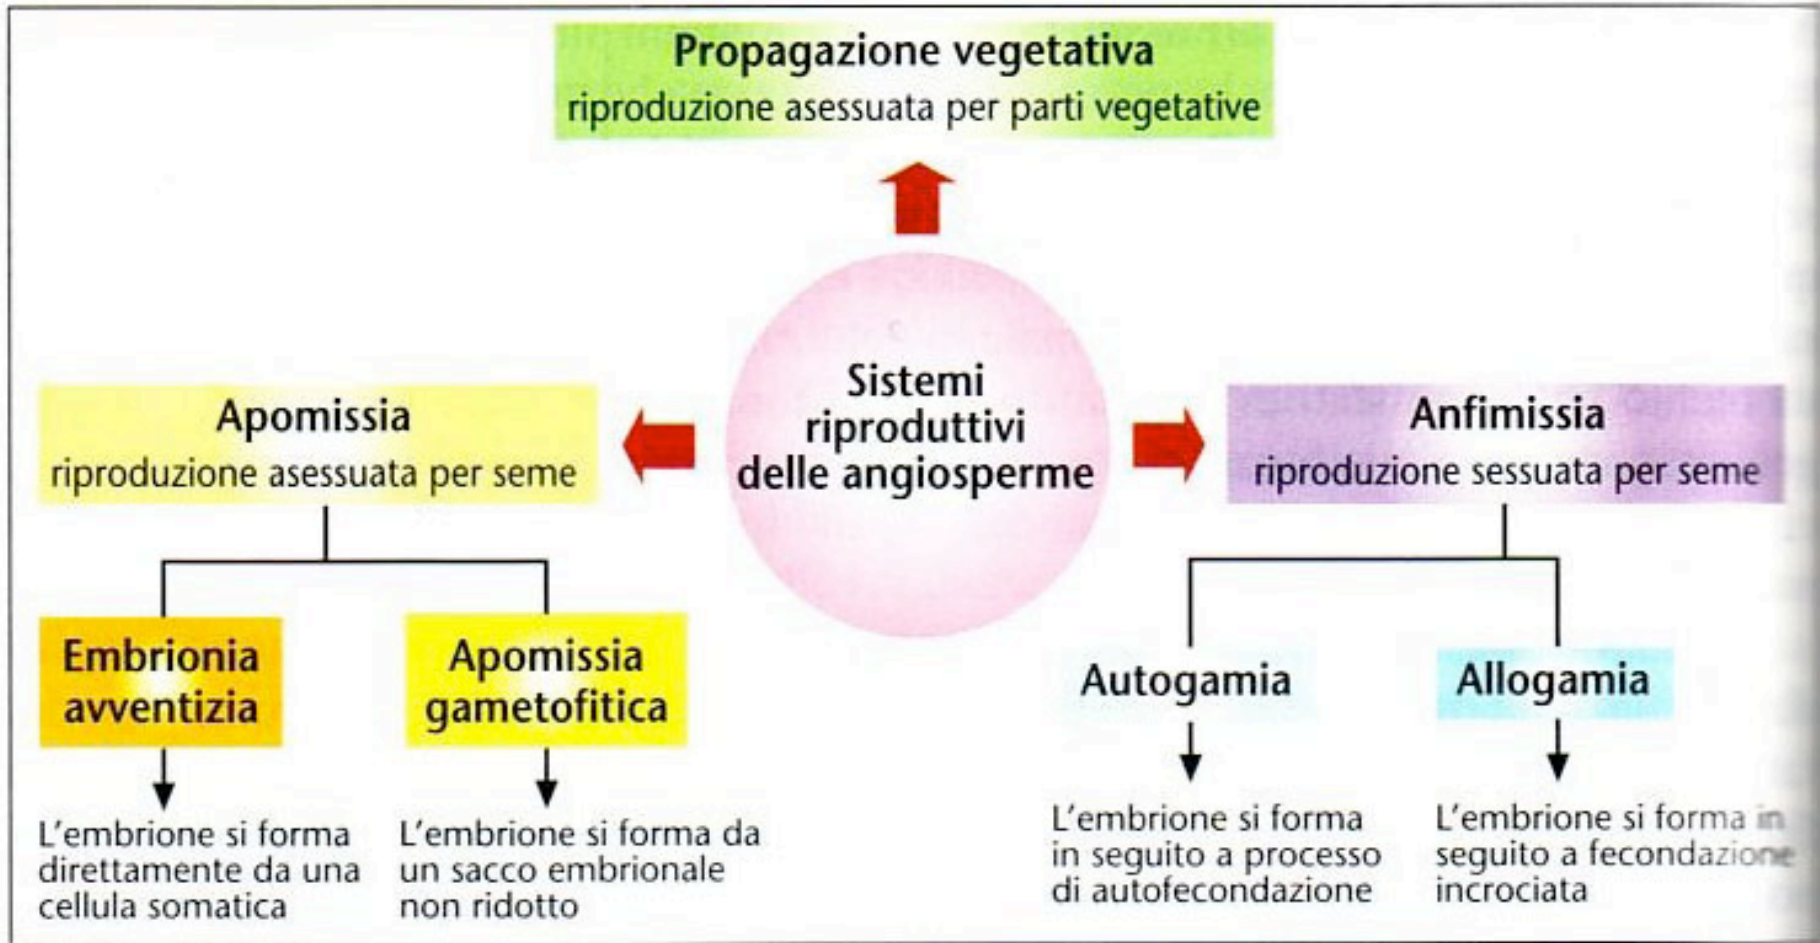 Propagazione vegetativa
riproduzione asessuata per parti vegetative
Sistemi
riproduttivi
delle angiosperme
Apomissia
riproduzione asessuata per seme
Anfimissia
riproduzione sessuata per seme
Embrionia
avventizia
Apomissia
gametofitica
Autogamia
Allogamia
L'embrione si forma
direttamente da una
cellula somatica
L'embrione si forma da
un sacco embrionale
non ridotto
L'embrione si forma
in seguito a processo
di autofecondazione
L'embrione si forma in
seguito a fecondazione
incrociata